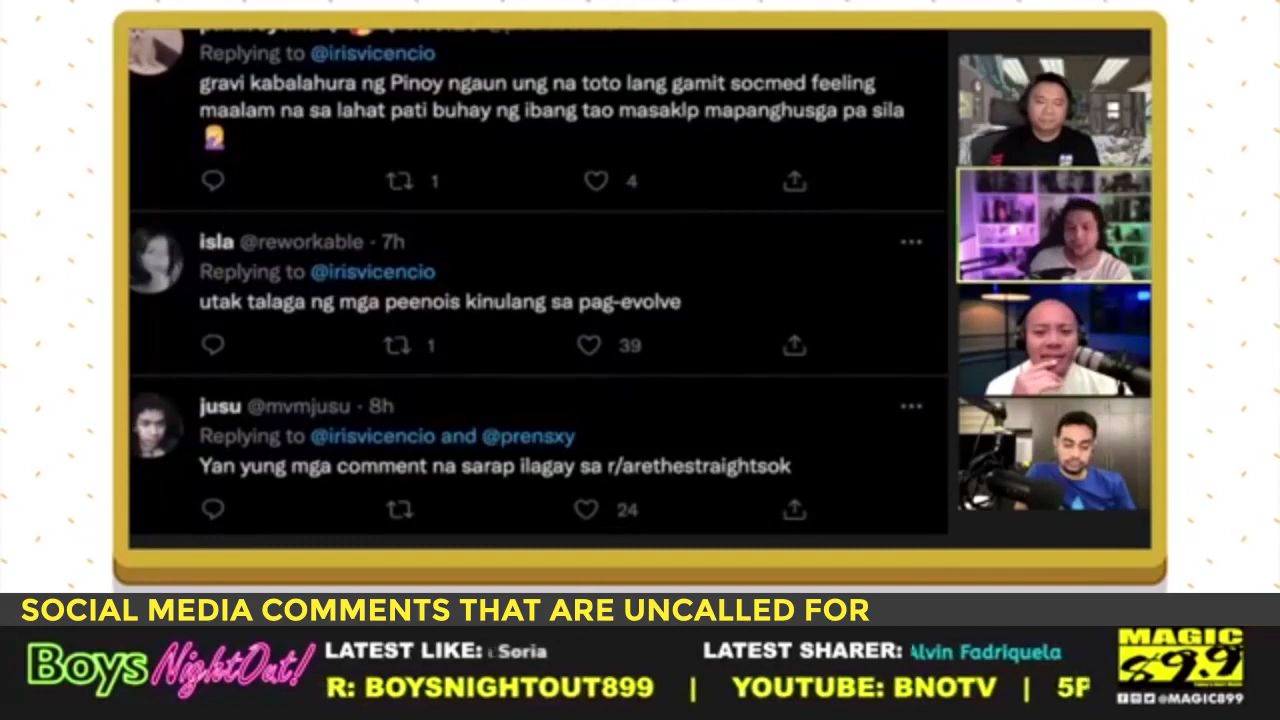 Replying to @irisvicencio
gravi kabalahura ng Pinoy ngaun ung na toto lang gamit socmed feeling
maalam na sa lahat pati buhay ng ibang tao masaklp mapanghusga pa sila
1 4
isla @reworkable · 7h
Replying to @irisvicencio
utak talaga ng mga peenois kinulang sa pag-evolve
1 39
jusu @mvmjusu · 8h
Replying to @irisvicencio and @prensxy
Yan yung mga comment na sarap ilagay sa r/arethestraightsok
24
SOCIAL MEDIA COMMENTS THAT ARE UNCALLED FOR
Boys NightOut!
LATEST LIKE: Soria
LATEST SHARER: Alvin Fadriquela
R: BOYSNIGHTOUT899 | YOUTUBE: BNOTV | 5P
MAGIC
89.9
@MAGIC899